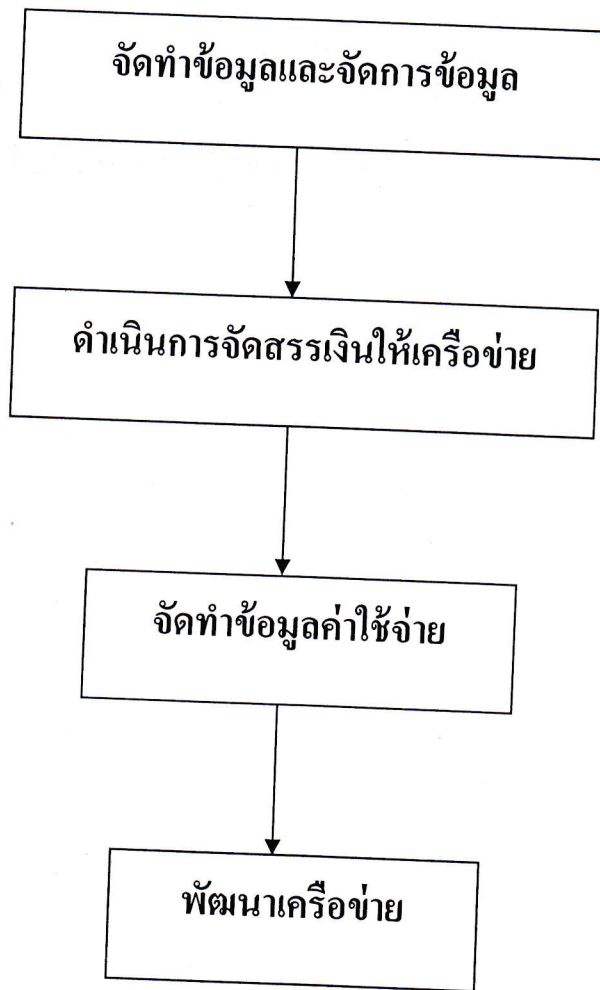 จัดทำข้อมูลและจัดการข้อมูล
ดำเนินการจัดสรรเงินให้เครือข่าย
จัดทำข้อมูลค่าใช้จ่าย
พัฒนาเครือข่าย